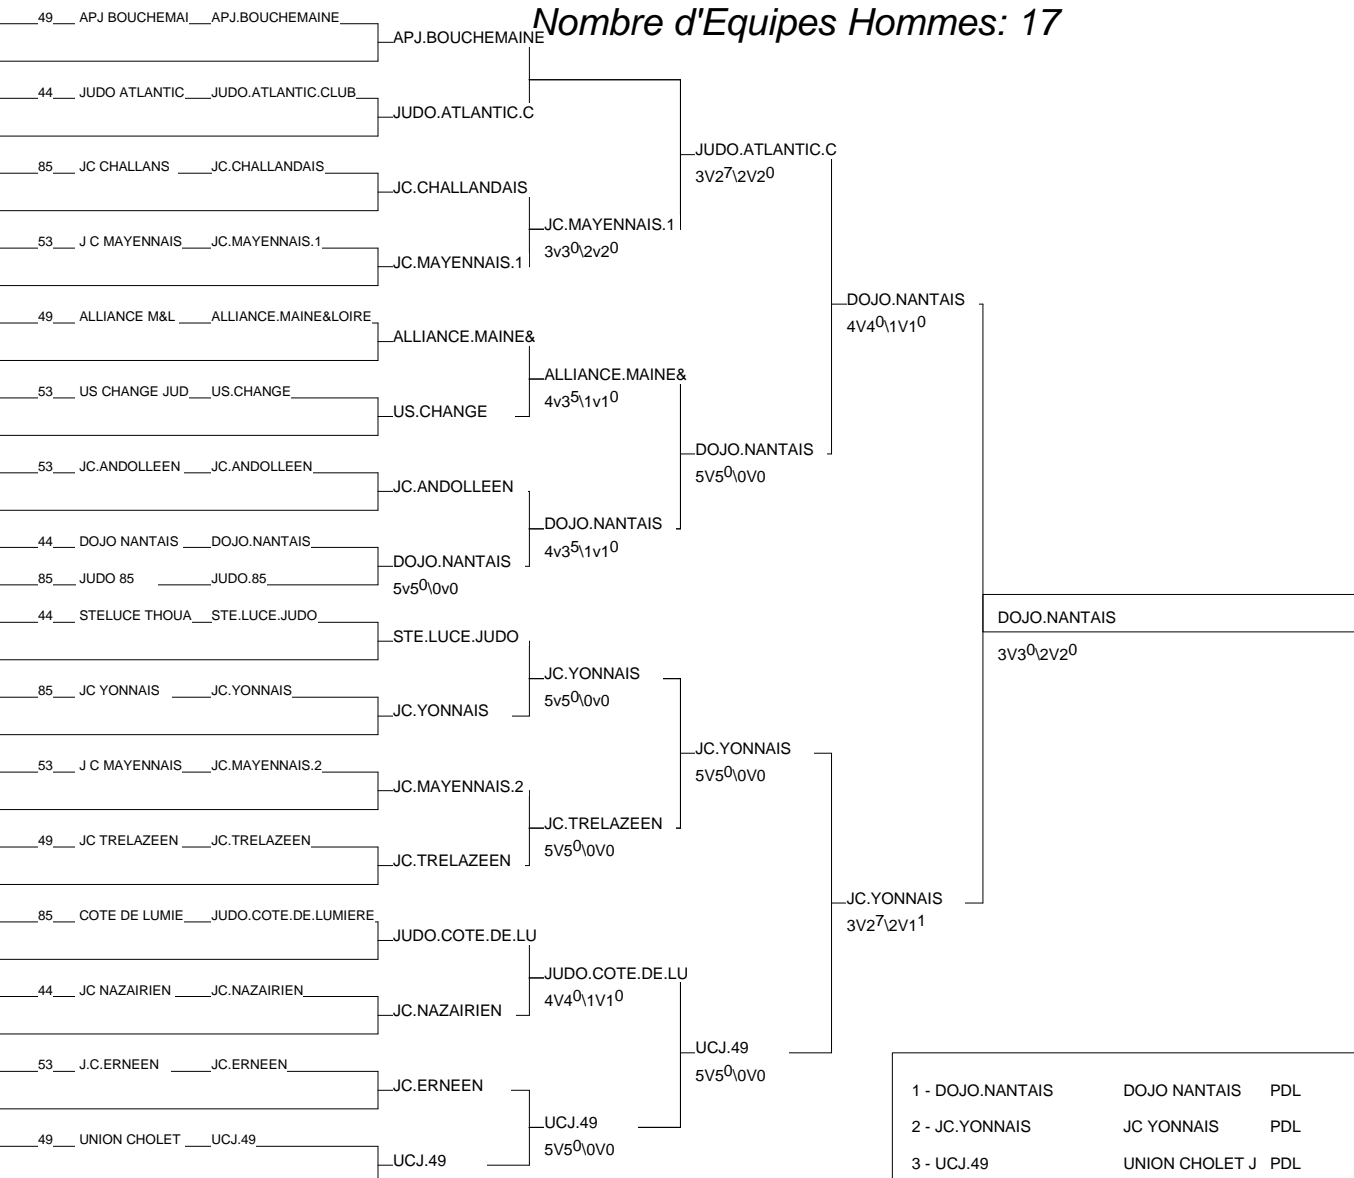 Nombre d'Equipes Hommes: 17
49 APJ BOUCHEMAI APJ.BOUCHEMAINE
APJ.BOUCHEMAINE
44 JUDO ATLANTIC JUDO.ATLANTIC.CLUB
JUDO.ATLANTIC.C
JUDO.ATLANTIC.C
3V27\2V20
85 JC CHALLANS JC.CHALLANDAIS
JC.CHALLANDAIS
JC.MAYENNAIS.1
3v30\2v20
53 J C MAYENNAIS JC.MAYENNAIS.1
JC.MAYENNAIS.1
DOJO.NANTAIS
4V40\1V10
49 ALLIANCE M&L ALLIANCE.MAINE&LOIRE
ALLIANCE.MAINE&
ALLIANCE.MAINE&
4v35\1v10
53 US CHANGE JUD US.CHANGE
US.CHANGE
DOJO.NANTAIS
5V50\0V0
53 JC.ANDOLLEEN JC.ANDOLLEEN
JC.ANDOLLEEN
DOJO.NANTAIS
4v35\1v10
44 DOJO NANTAIS DOJO.NANTAIS
DOJO.NANTAIS
85 JUDO 85 JUDO.85
5v50\0v0
44 STELUCE THOUA STE.LUCE.JUDO
DOJO.NANTAIS
STE.LUCE.JUDO
3V30\2V20
JC.YONNAIS
5v50\0v0
85 JC YONNAIS JC.YONNAIS
JC.YONNAIS
JC.YONNAIS
5V50\0V0
53 J C MAYENNAIS JC.MAYENNAIS.2
JC.MAYENNAIS.2
JC.TRELAZEEN
5V50\0V0
49 JC TRELAZEEN JC.TRELAZEEN
JC.TRELAZEEN
JC.YONNAIS
3V27\2V11
85 COTE DE LUMIE JUDO.COTE.DE.LUMIERE
JUDO.COTE.DE.LU
JUDO.COTE.DE.LU
4V40\1V10
44 JC NAZAIRIEN JC.NAZAIRIEN
JC.NAZAIRIEN
UCJ.49
5V50\0V0
53 J.C.ERNEEN JC.ERNEEN
JC.ERNEEN
UCJ.49
5V50\0V0
49 UNION CHOLET UCJ.49
UCJ.49
1 - DOJO.NANTAIS DOJO NANTAIS PDL
2 - JC.YONNAIS JC YONNAIS PDL
3 - UCJ.49 UNION CHOLET J PDL